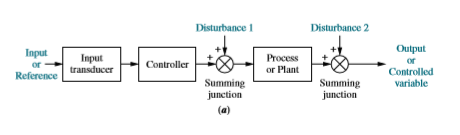 Disturbance 1
Disturbance 2
Input
or
Reference
Input
transducer
Controller
+
+
Summing
junction
Process
or Plant
+
+
Summing
junction
Output
or
Controlled
variable
(a)